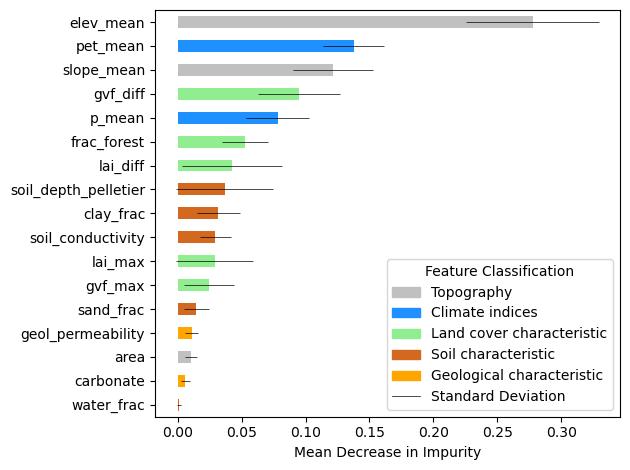 elev_mean
pet_mean
slope_mean
gvf_diff
p_mean
frac_forest
lai_diff
soil_depth_pelletier
clay_frac
soil_conductivity
lai_max
gvf_max
sand_frac
geol_permeability
area
carbonate
water_frac
Feature Classification
Topography
Climate indices
Land cover characteristic
Soil characteristic
Geological characteristic
Standard Deviation
0.00 0.05 0.10 0.15 0.20 0.25 0.30
Mean Decrease in Impurity